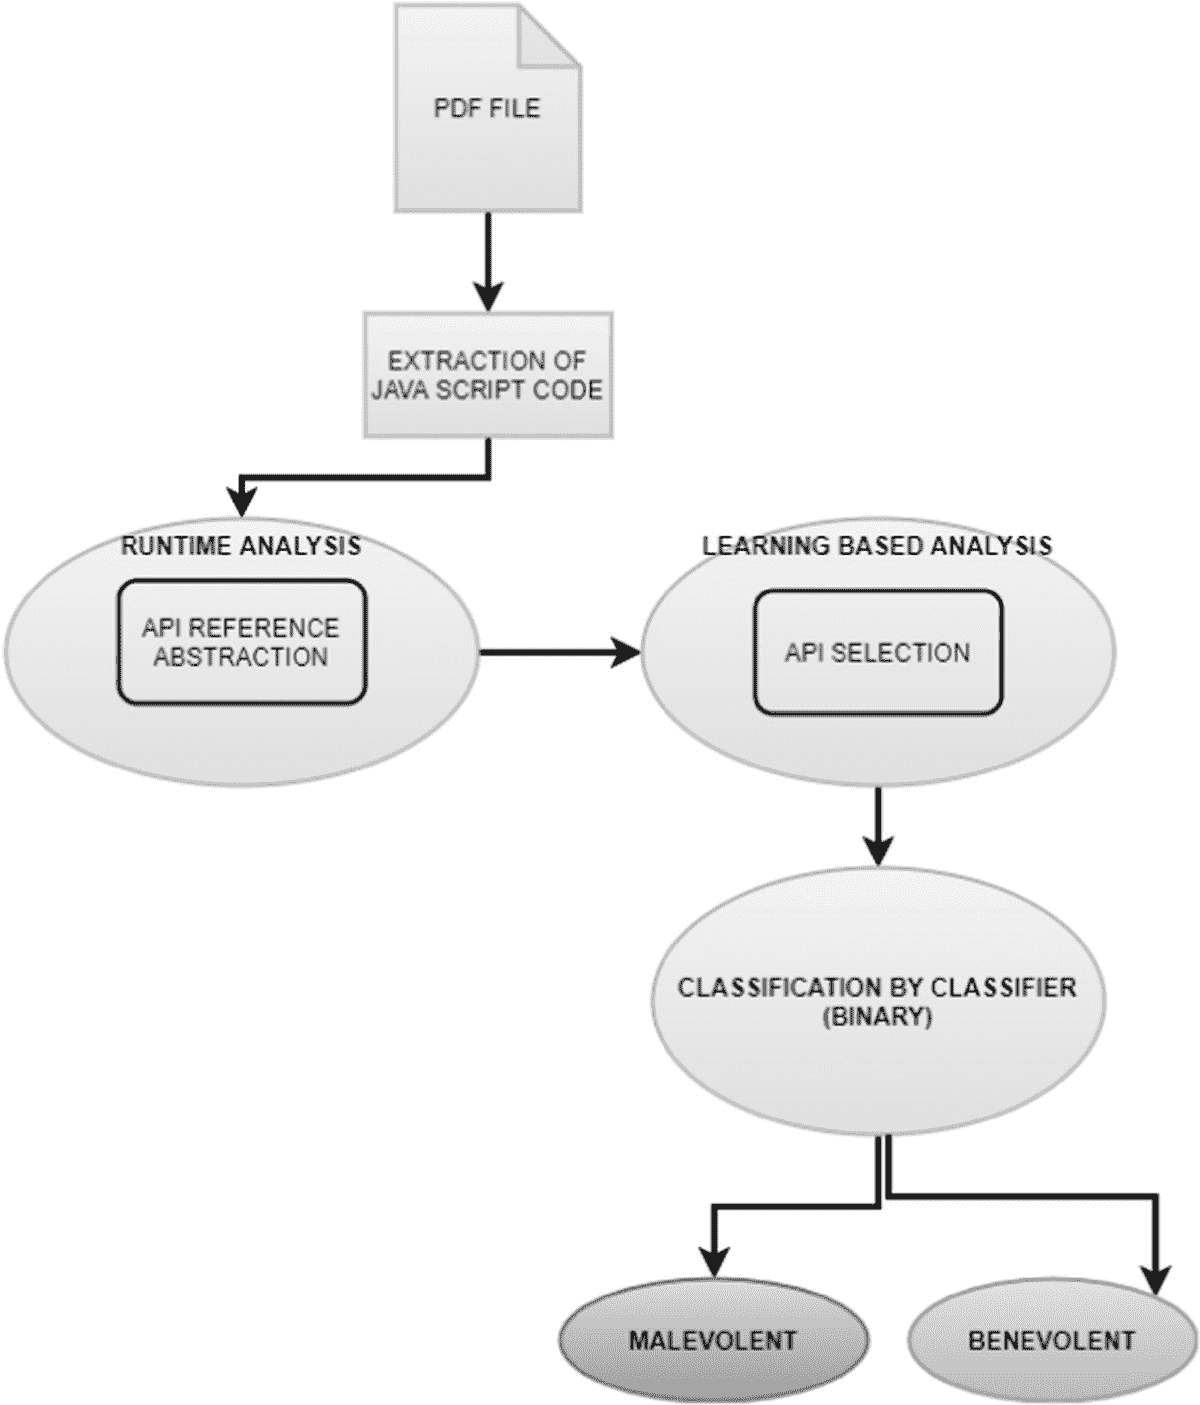 PDF FILE
EXTRACTION OF
JAVA SCRIPT CODE
RUNTIME ANALYSIS
API REFERENCE
ABSTRACTION
LEARNING BASED ANALYSIS
API SELECTION
CLASSIFICATION BY CLASSIFIER
(BINARY)
MALEVOLENT
BENEVOLENT